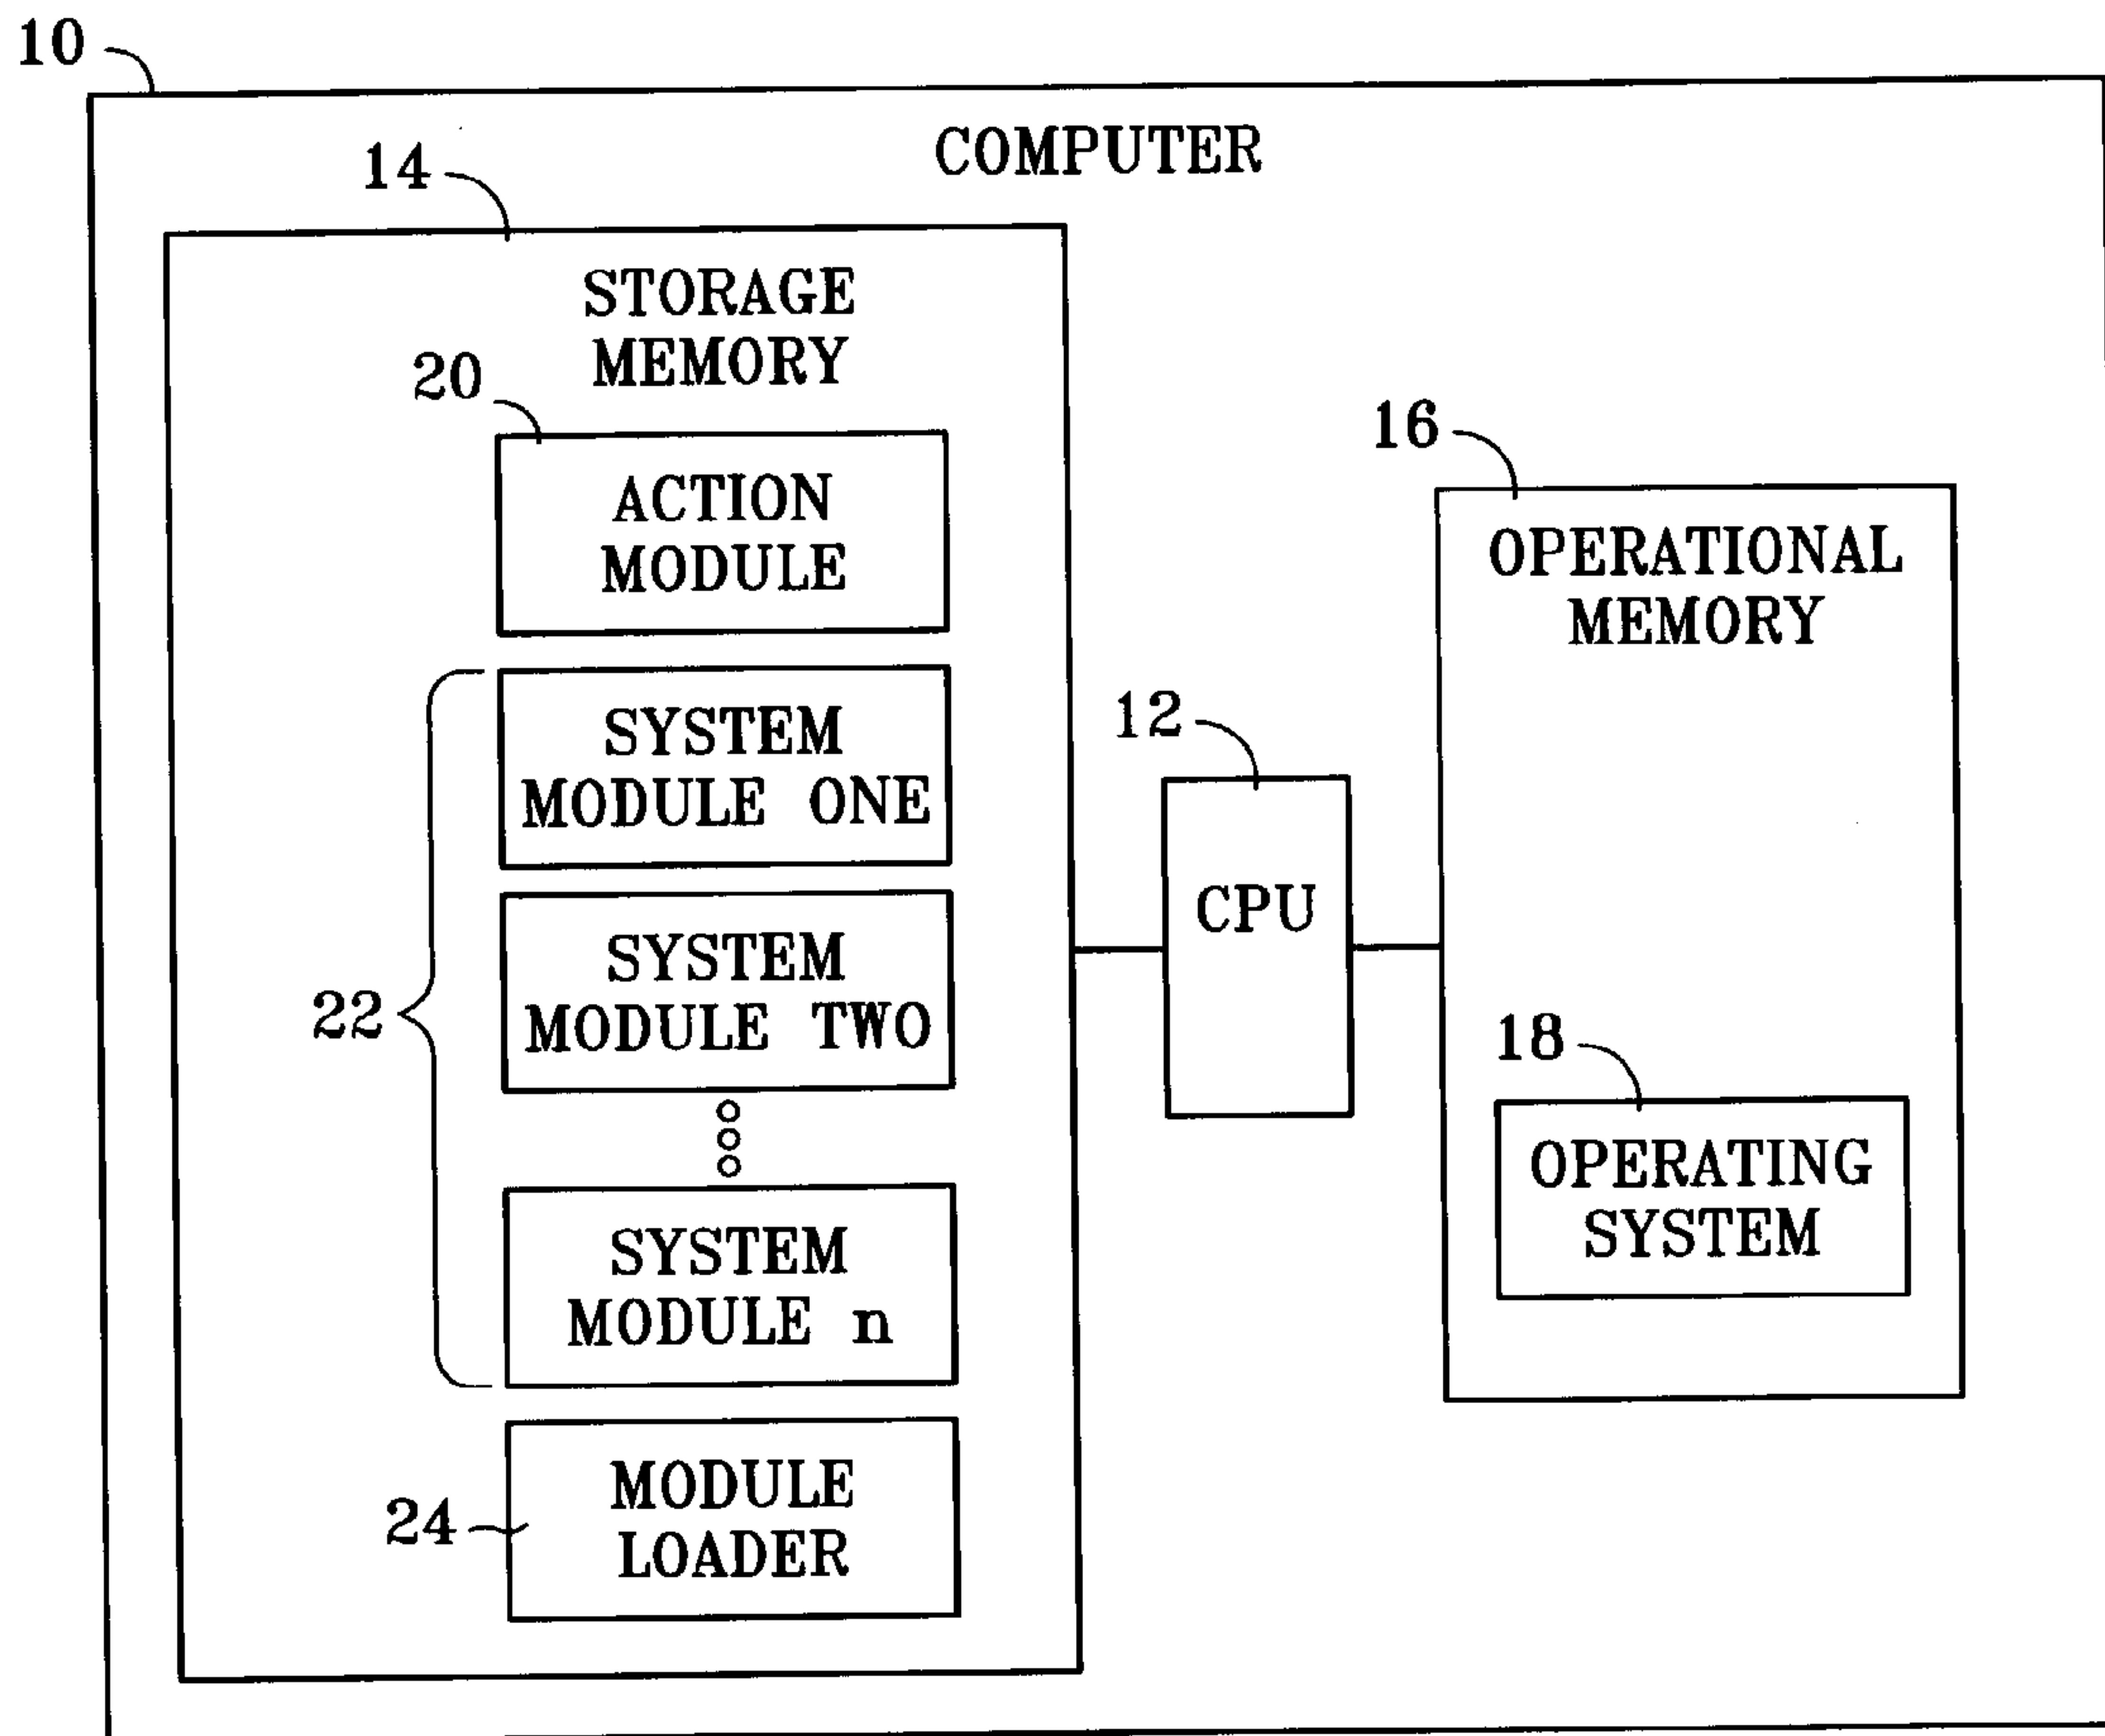 10
COMPUTER
14
STORAGE
MEMORY
20
ACTION
MODULE
SYSTEM
MODULE ONE
22
SYSTEM
MODULE TWO
SYSTEM
MODULE n
24
MODULE
LOADER
12
CPU
16
OPERATIONAL
MEMORY
18
OPERATING
SYSTEM